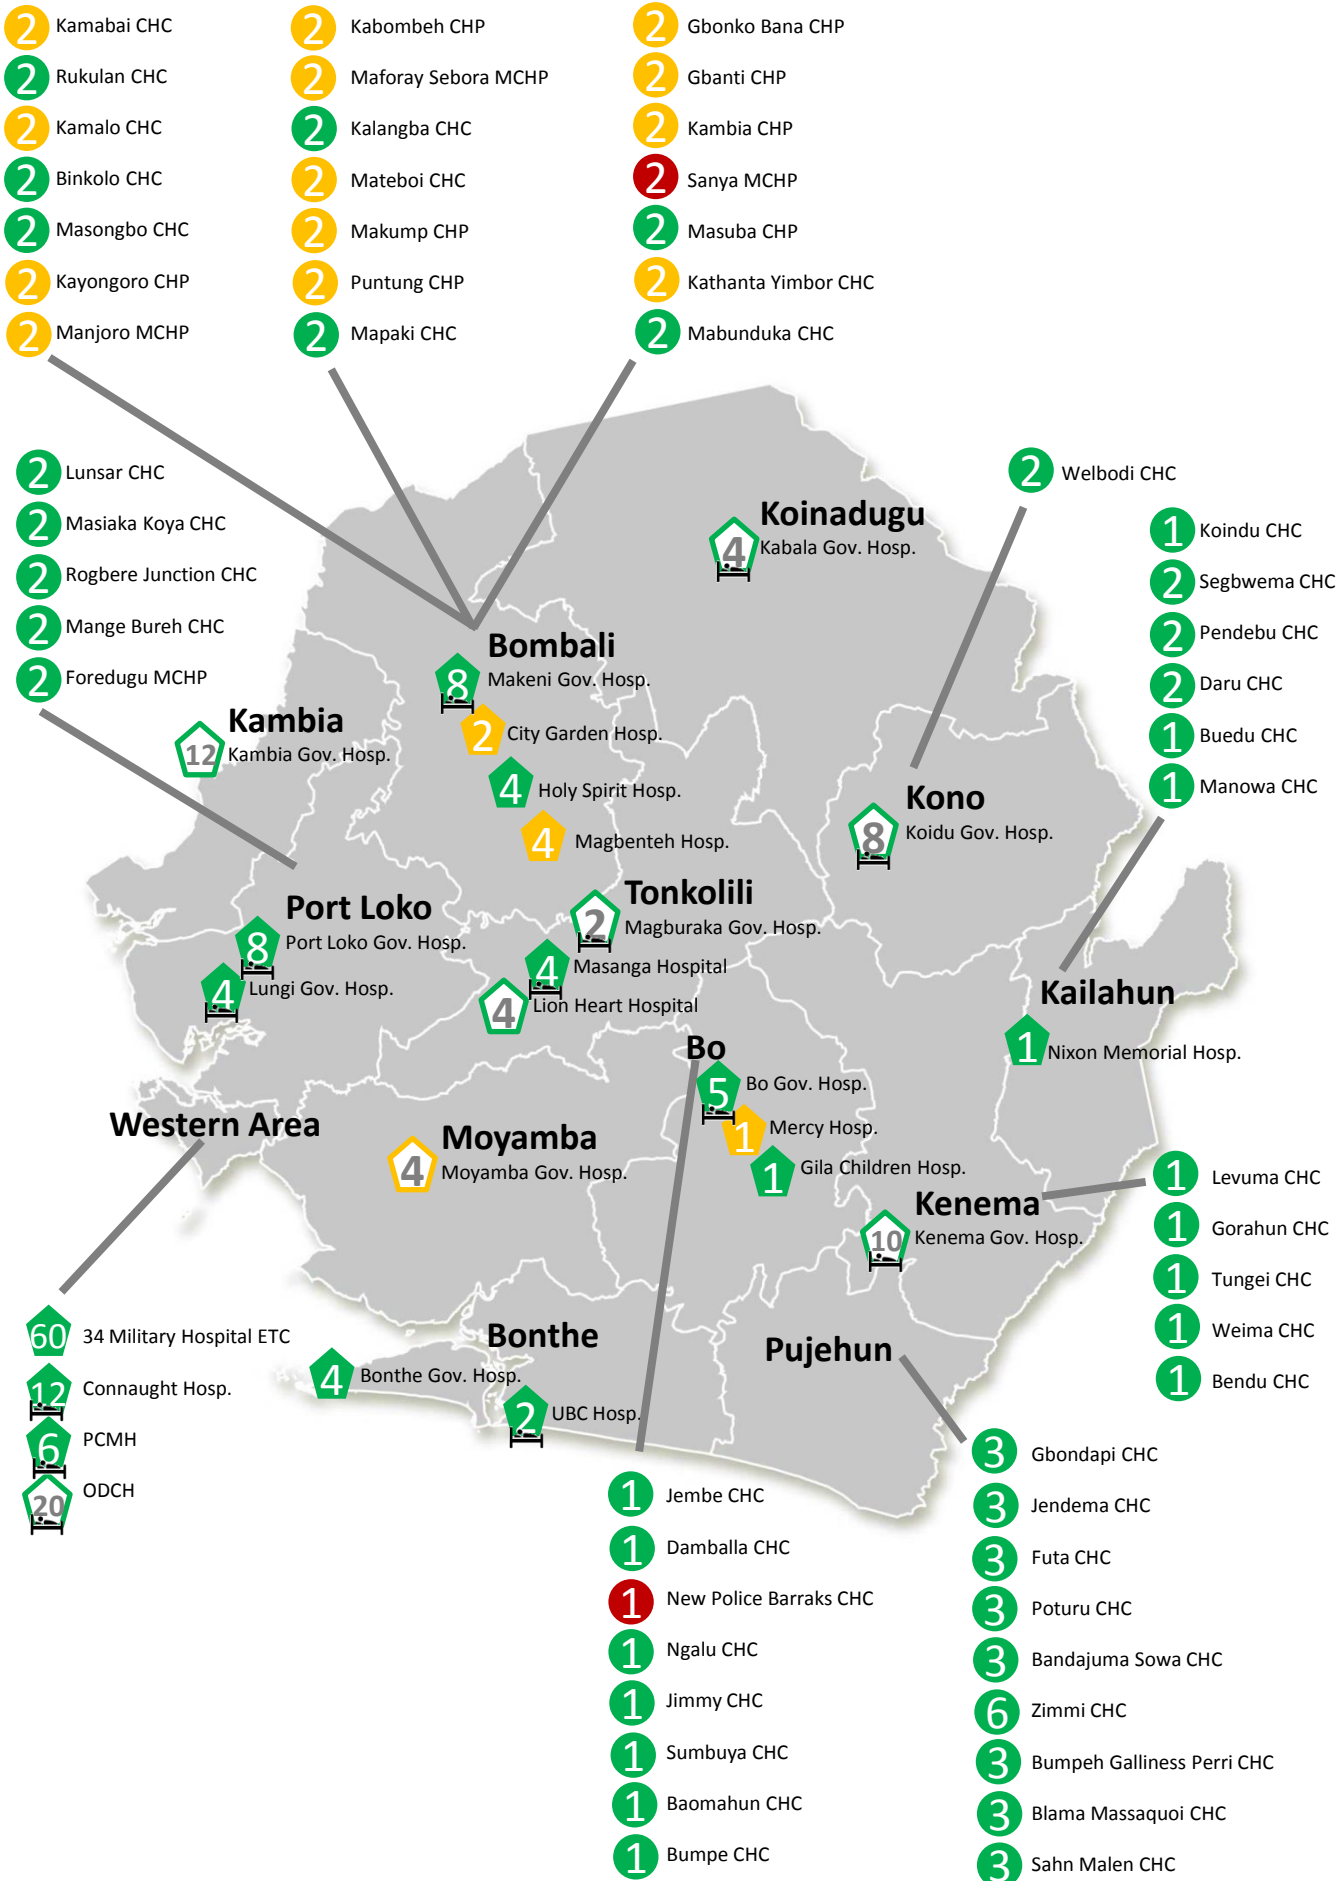 2 Kamabai CHC
2 Rukulan CHC
2 Kamalo CHC
2 Binkolo CHC
2 Masongbo CHC
2 Kayongoro CHP
2 Manjoro MCHP
2 Kabombeh CHP
2 Maforay Sebora MCHP
2 Kalangba CHC
2 Mateboi CHC
2 Makump CHP
2 Puntung CHP
2 Mapaki CHC
2 Gbonko Bana CHP
2 Gbanti CHP
2 Kambia CHP
2 Sanya MCHP
2 Masuba CHP
2 Kathanta Yimbor CHC
2 Mabunduka CHC
2 Lunsar CHC
2 Masiaka Koya CHC
2 Rogbere Junction CHC
2 Mange Bureh CHC
2 Foredugu MCHP
2 Welbodi CHC
1 Koindu CHC
2 Segbwema CHC
2 Pendebu CHC
2 Daru CHC
1 Buedu CHC
1 Manowa CHC
Koinadugu
4 Kabala Gov. Hosp.
Bombali
8 Makeni Gov. Hosp.
2 City Garden Hosp.
4 Holy Spirit Hosp.
4 Magbenteh Hosp.
Kambia
12 Kambia Gov. Hosp.
Kono
8 Koidu Gov. Hosp.
Tonkolili
2 Magburaka Gov. Hosp.
4 Masanga Hospital
4 Lion Heart Hospital
Port Loko
8 Port Loko Gov. Hosp.
4 Lungi Gov. Hosp.
Kailahun
1 Nixon Memorial Hosp.
Bo
5 Bo Gov. Hosp.
1 Mercy Hosp.
1 Gila Children Hosp.
Western Area
Moyamba
4 Moyamba Gov. Hosp.
Kenema
10 Kenema Gov. Hosp.
1 Levuma CHC
1 Gorahun CHC
1 Tungei CHC
1 Weima CHC
1 Bendu CHC
60 34 Military Hospital ETC
12 Connaught Hosp.
6 PCMH
20 ODCH
Bonthe
4 Bonthe Gov. Hosp.
2 UBC Hosp.
Pujehun
1 Jembe CHC
1 Damballa CHC
1 New Police Barraks CHC
1 Ngalu CHC
1 Jimmy CHC
1 Sumbuya CHC
1 Baomahun CHC
1 Bumpe CHC
3 Gbondapi CHC
3 Jendema CHC
3 Futa CHC
3 Poturu CHC
3 Bandajuma Sowa CHC
6 Zimmi CHC
3 Bumpeh Galliness Perri CHC
3 Blama Massaquoi CHC
3 Sahn Malen CHC